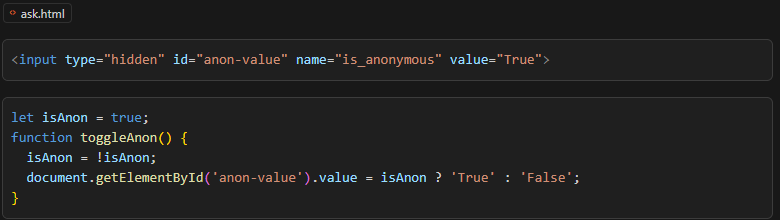 <> ask.html
<input type="hidden" id="anon-value" name="is_anonymous" value="True">
let isAnon = true;
function toggleAnon() {
  isAnon = !isAnon;
  document.getElementById('anon-value').value = isAnon ? 'True' : 'False';
}